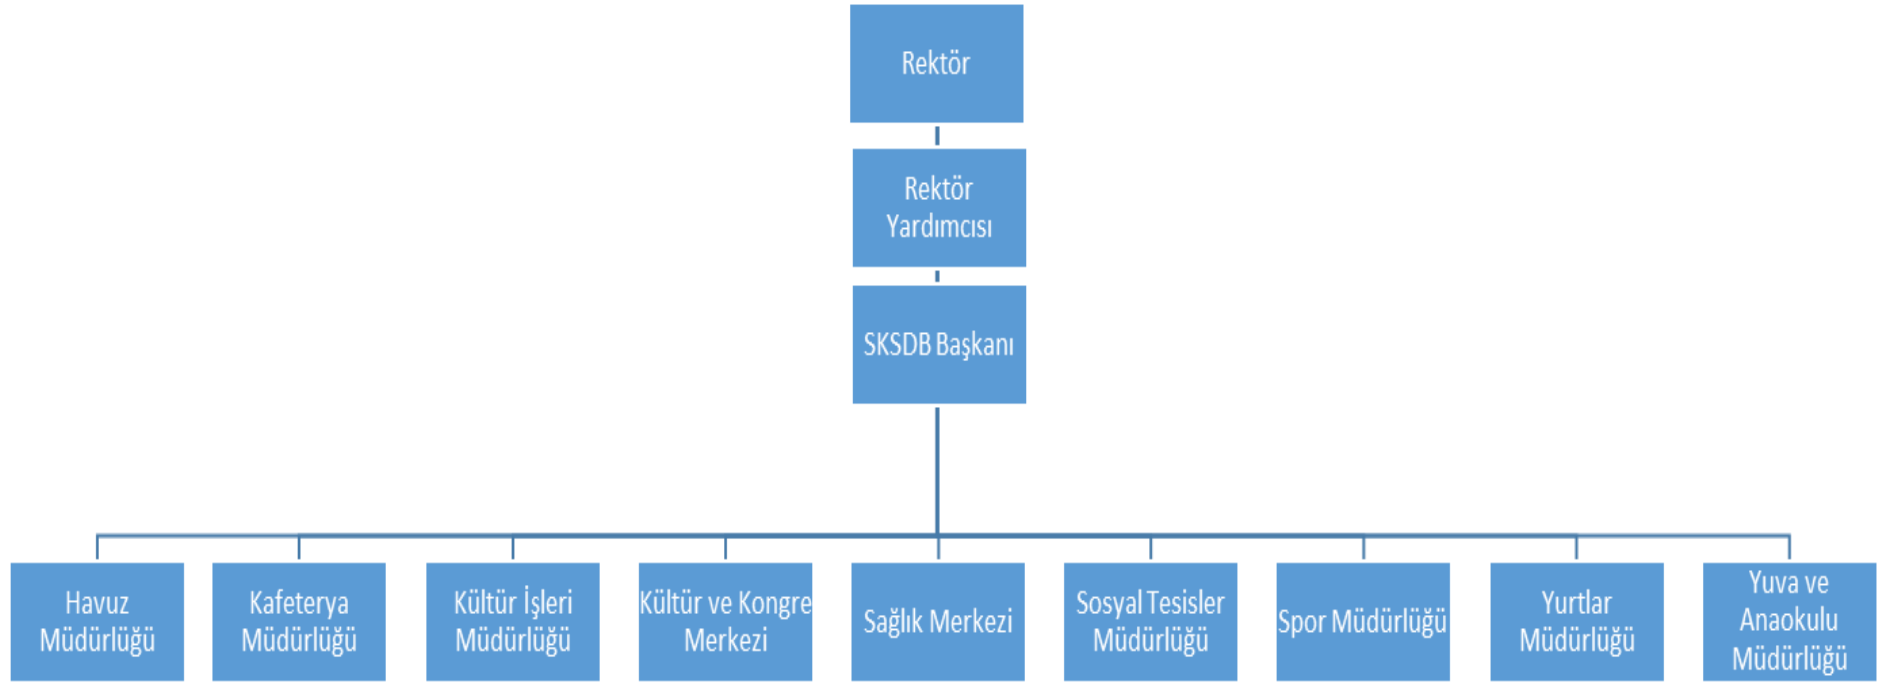 Rektör
Rektör
Yardımcısı
SKSDB Başkanı
Havuz
Müdürlüğü
Kafeterya
Müdürlüğü
Kültür İşleri
Müdürlüğü
Kültür ve Kongre
Merkezi
Sağlık Merkezi
Sosyal Tesisler
Müdürlüğü
Spor Müdürlüğü
Yurtlar
Müdürlüğü
Yuva ve
Anaokulu
Müdürlüğü